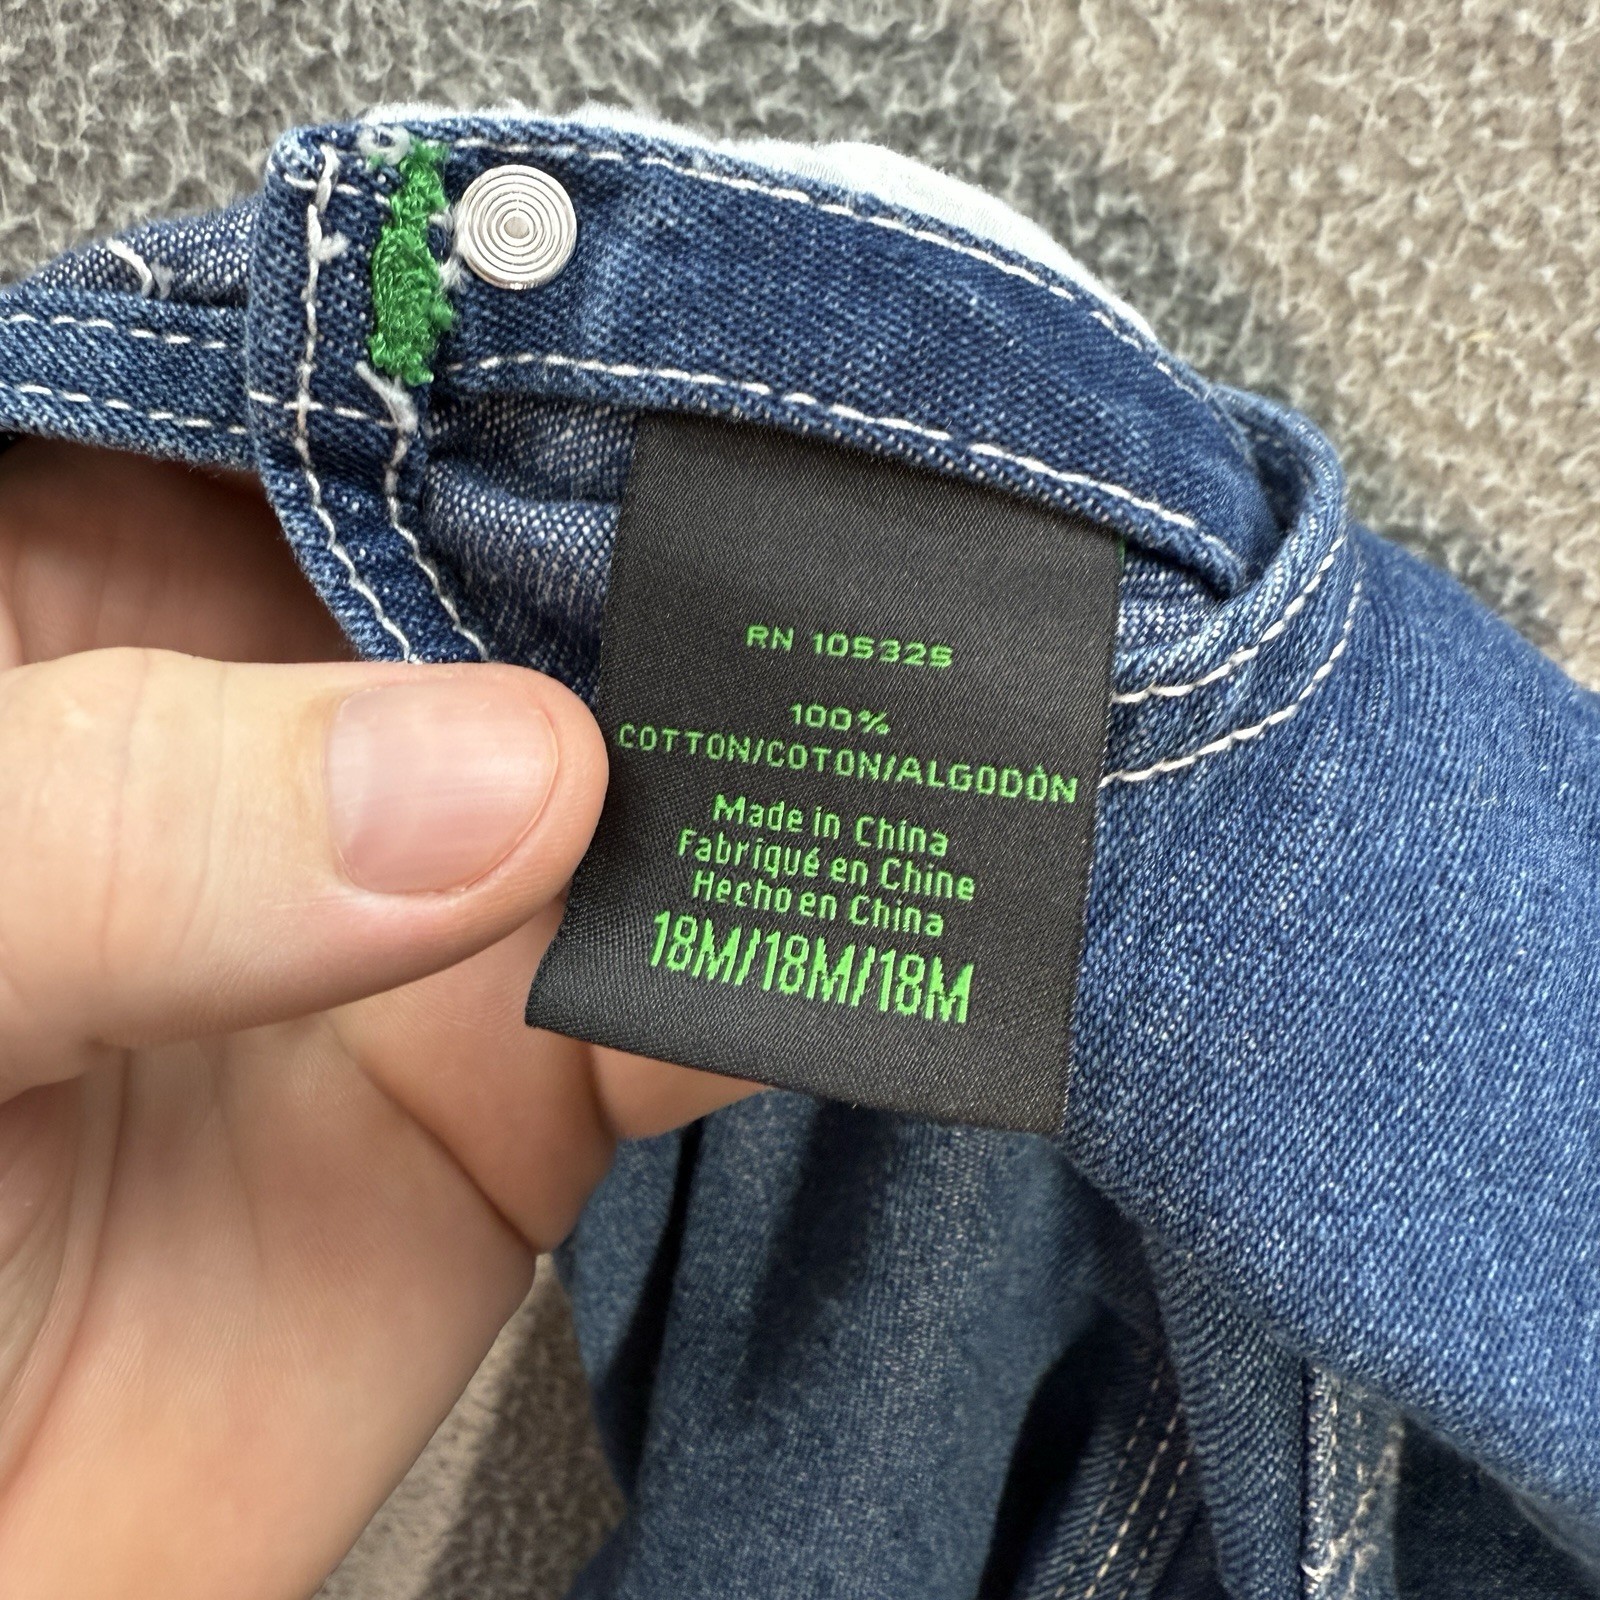 RN 105325
100%
COTTON/COTON/ALGODÒN
Made in China
Fabriqué en Chine
Hecho en China
18M/18M/18M